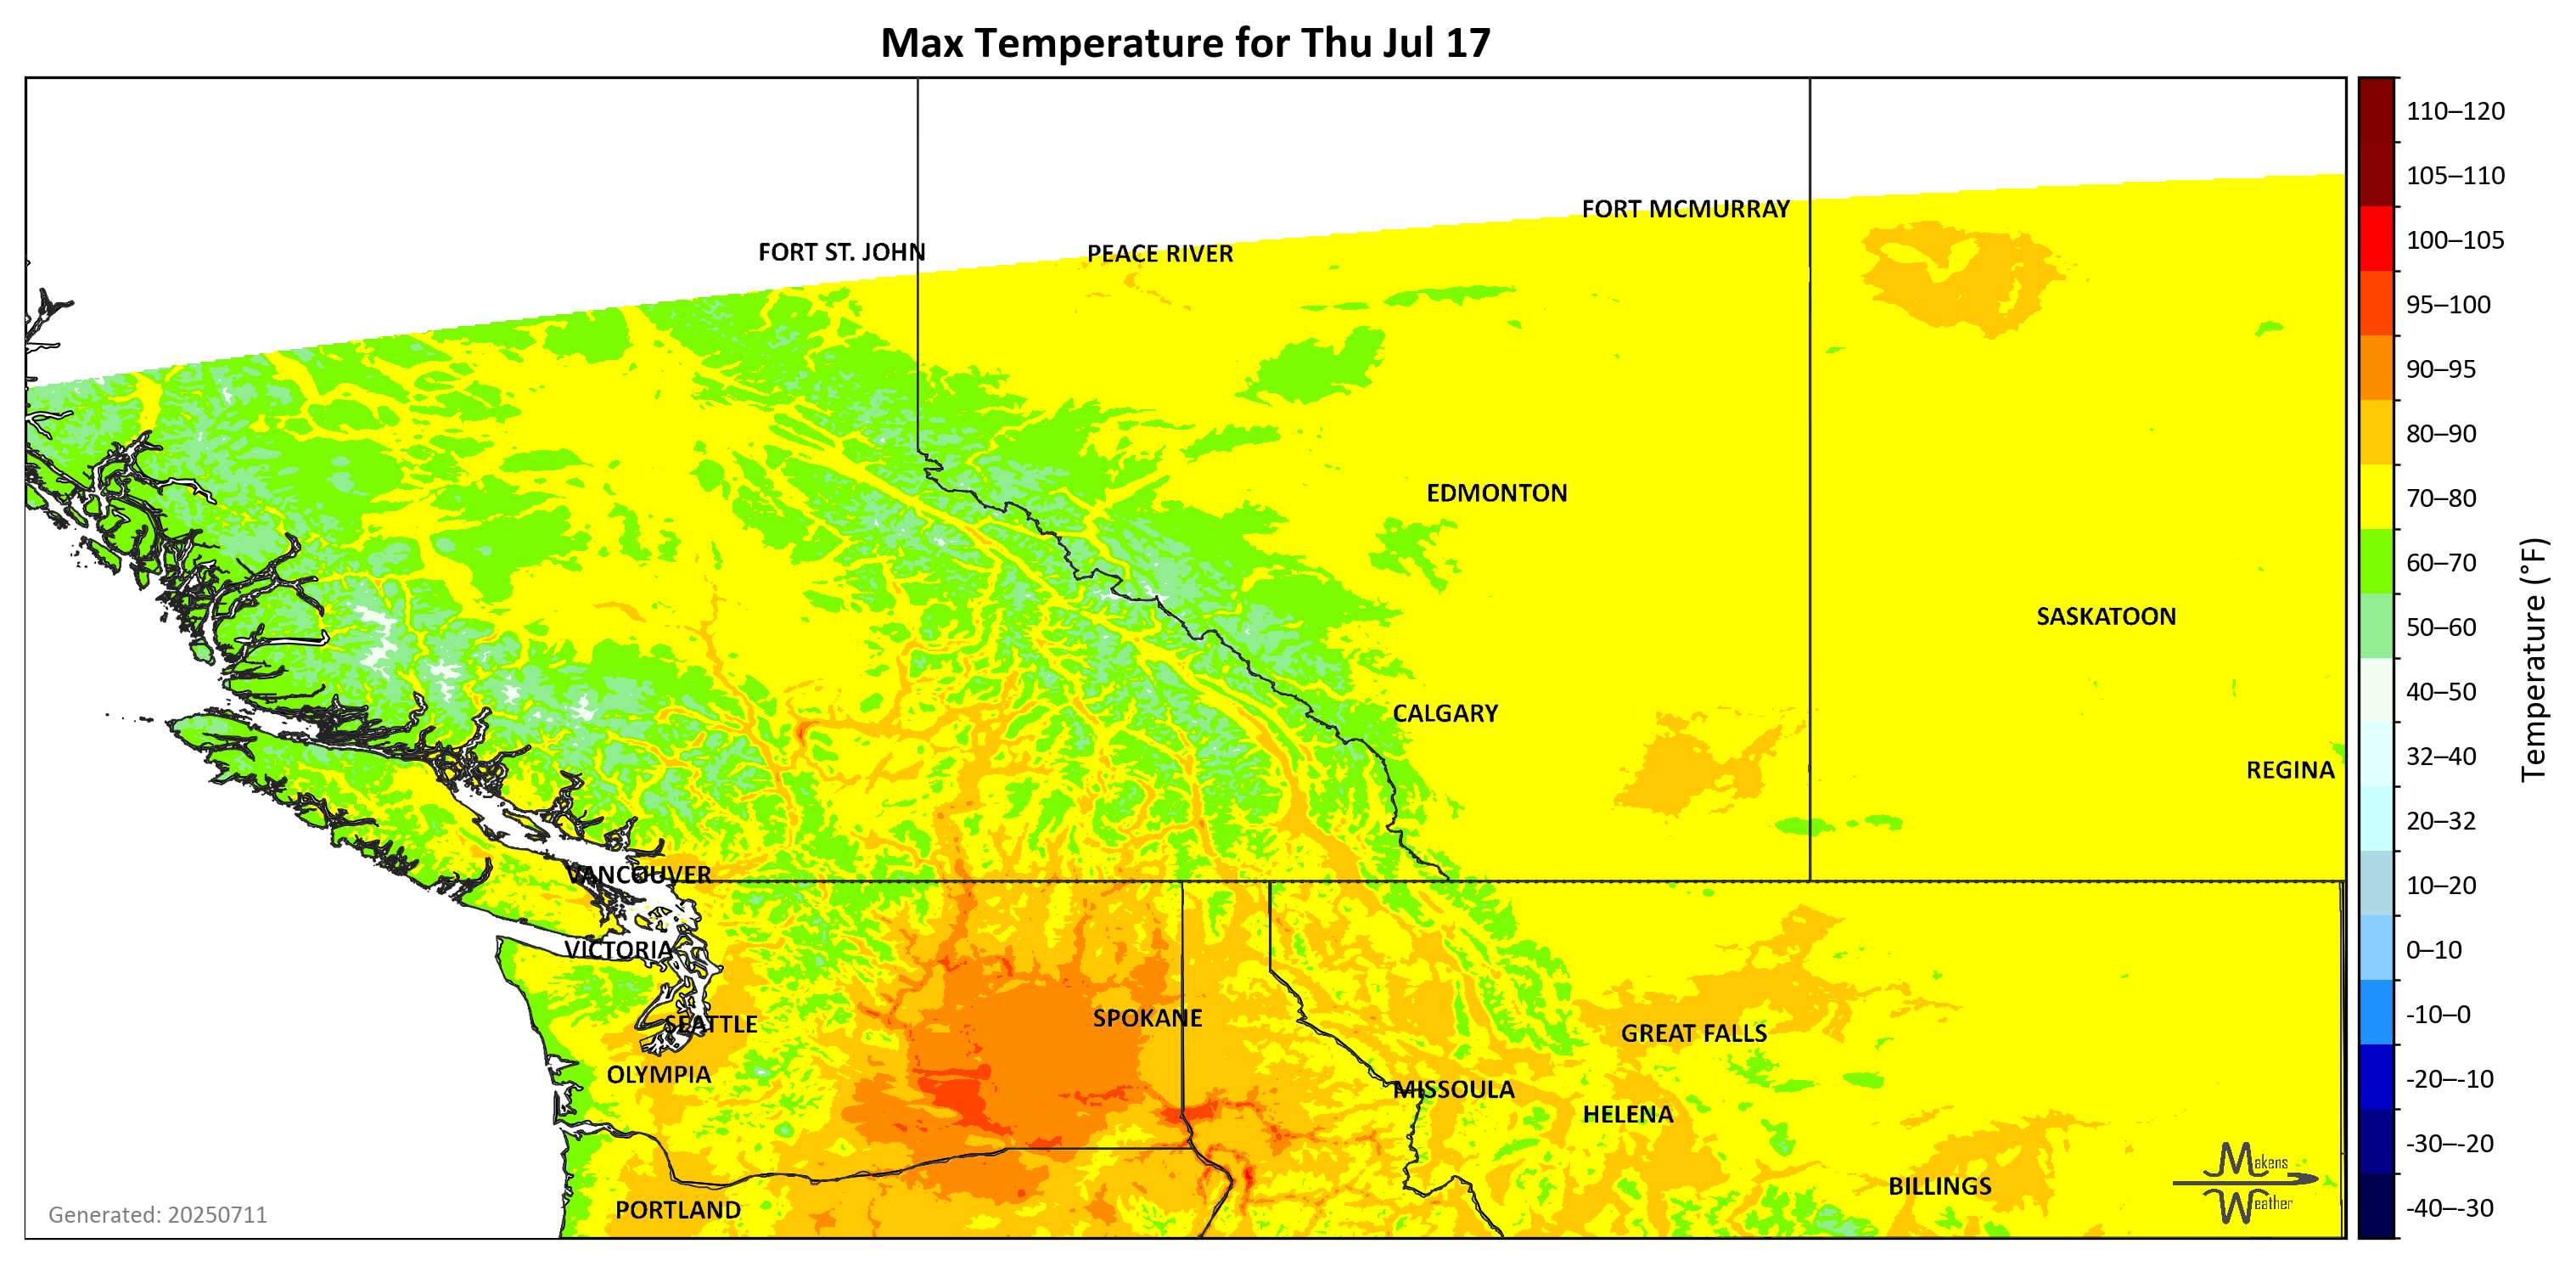 Max Temperature for Thu Jul 17
110–120
105–110
100–105
95–100
90–95
80–90
70–80
60–70
50–60
40–50
32–40
20–32
10–20
0–10
-10–0
-20–-10
-30–-20
-40–-30
Temperature (°F)
FORT MCMURRAY
FORT ST. JOHN
PEACE RIVER
EDMONTON
SASKATOON
CALGARY
REGINA
VANCOUVER
VICTORIA
SEATTLE
SPOKANE
GREAT FALLS
OLYMPIA
MISSOULA
HELENA
BILLINGS
PORTLAND
Makens
Weather
Generated: 20250711